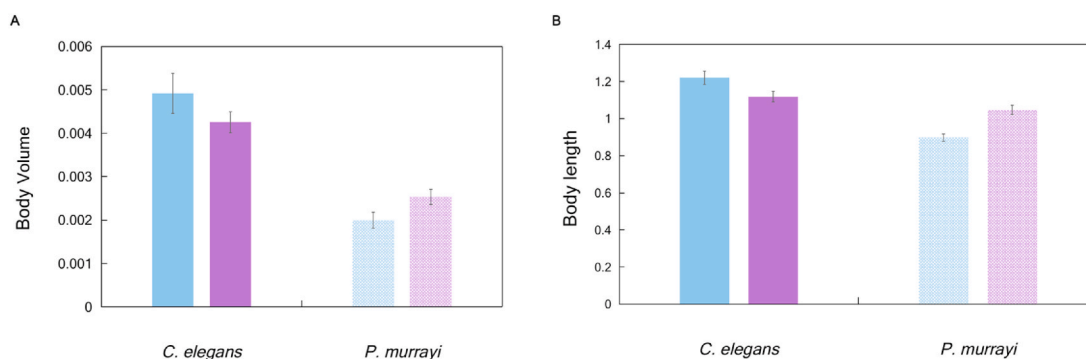 A
Body Volume
0.006
0.005
0.004
0.003
0.002
0.001
0
C. elegans
P. murrayi
B
Body length
1.4
1.2
1
0.8
0.6
0.4
0.2
0
C. elegans
P. murrayi